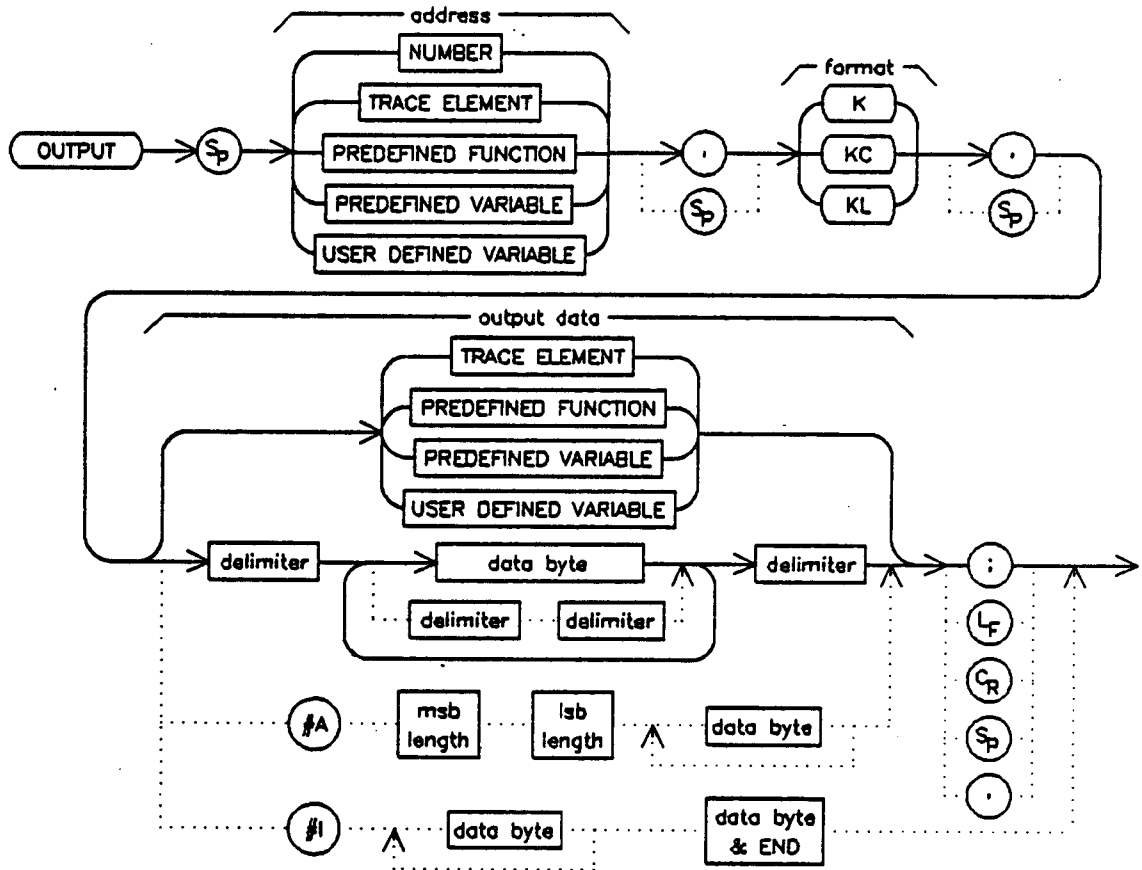 address
NUMBER
TRACE ELEMENT
PREDEFINED FUNCTION
PREDEFINED VARIABLE
USER DEFINED VARIABLE
OUTPUT
Sp
,
Sp
format
K
KC
KL
,
Sp
output data
TRACE ELEMENT
PREDEFINED FUNCTION
PREDEFINED VARIABLE
USER DEFINED VARIABLE
delimiter
data byte
delimiter
delimiter
delimiter
;
LF
CR
Sp
,
#A
msb
length
lsb
length
data byte
#I
data byte
data byte
& END